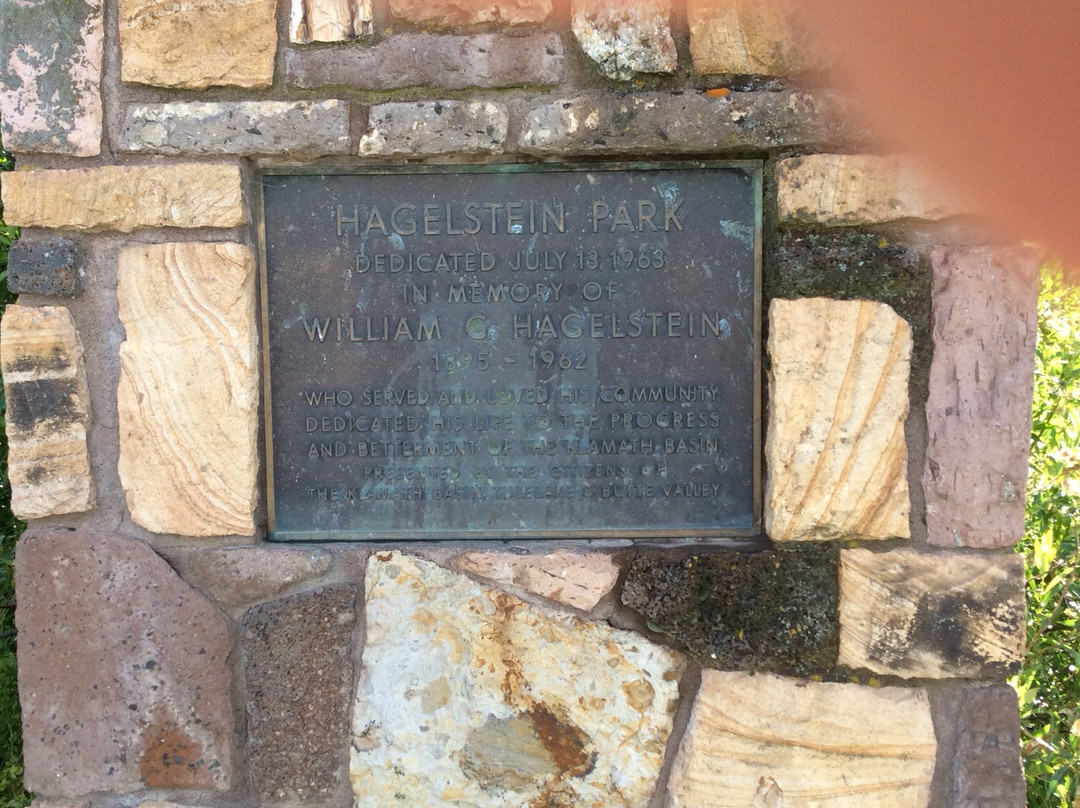 HAGELSTEIN PARK
DEDICATED JULY 13 1963
IN MEMORY OF
WILLIAM G. HAGELSTEIN
1895 - 1962
WHO SERVED AND LOVED HIS COMMUNITY
DEDICATED HIS LIFE TO THE PROGRESS
AND BETTERMENT OF THE KLAMATH BASIN
PRESENTED BY THE CITIZENS OF
THE KLAMATH BASIN, TULELAKE & BUTTE VALLEY